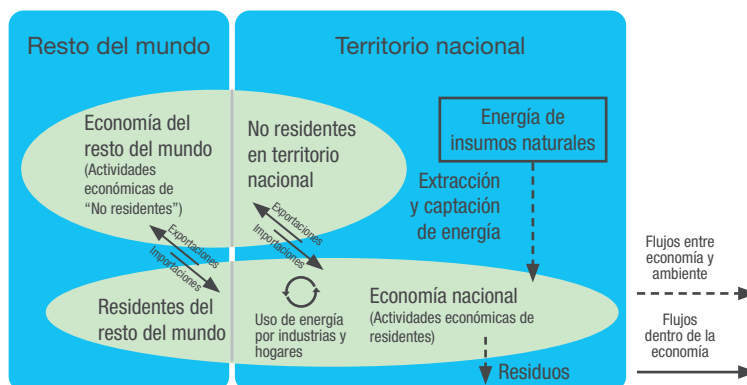 Resto del mundo
Territorio nacional
Economía del
resto del mundo
(Actividades
económicas de
“No residentes”)
No residentes
en territorio
nacional
Energía de
insumos naturales
Extracción
y captación
de energía
Exportaciones
Importaciones
Exportaciones
Importaciones
Residentes del
resto del mundo
Uso de energía
por industrias y
hogares
Economía nacional
(Actividades económicas de
residentes)
Residuos
Flujos entre
economía y
ambiente
Flujos
dentro de la
economía